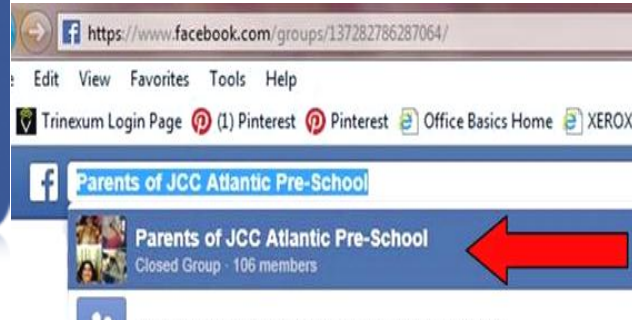 https://www.facebook.com/groups/137282786287064/
Edit View Favorites Tools Help
Trinexum Login Page (1) Pinterest Pinterest Office Basics Home XEROX
Parents of JCC Atlantic Pre-School
Parents of JCC Atlantic Pre-School
Closed Group · 106 members